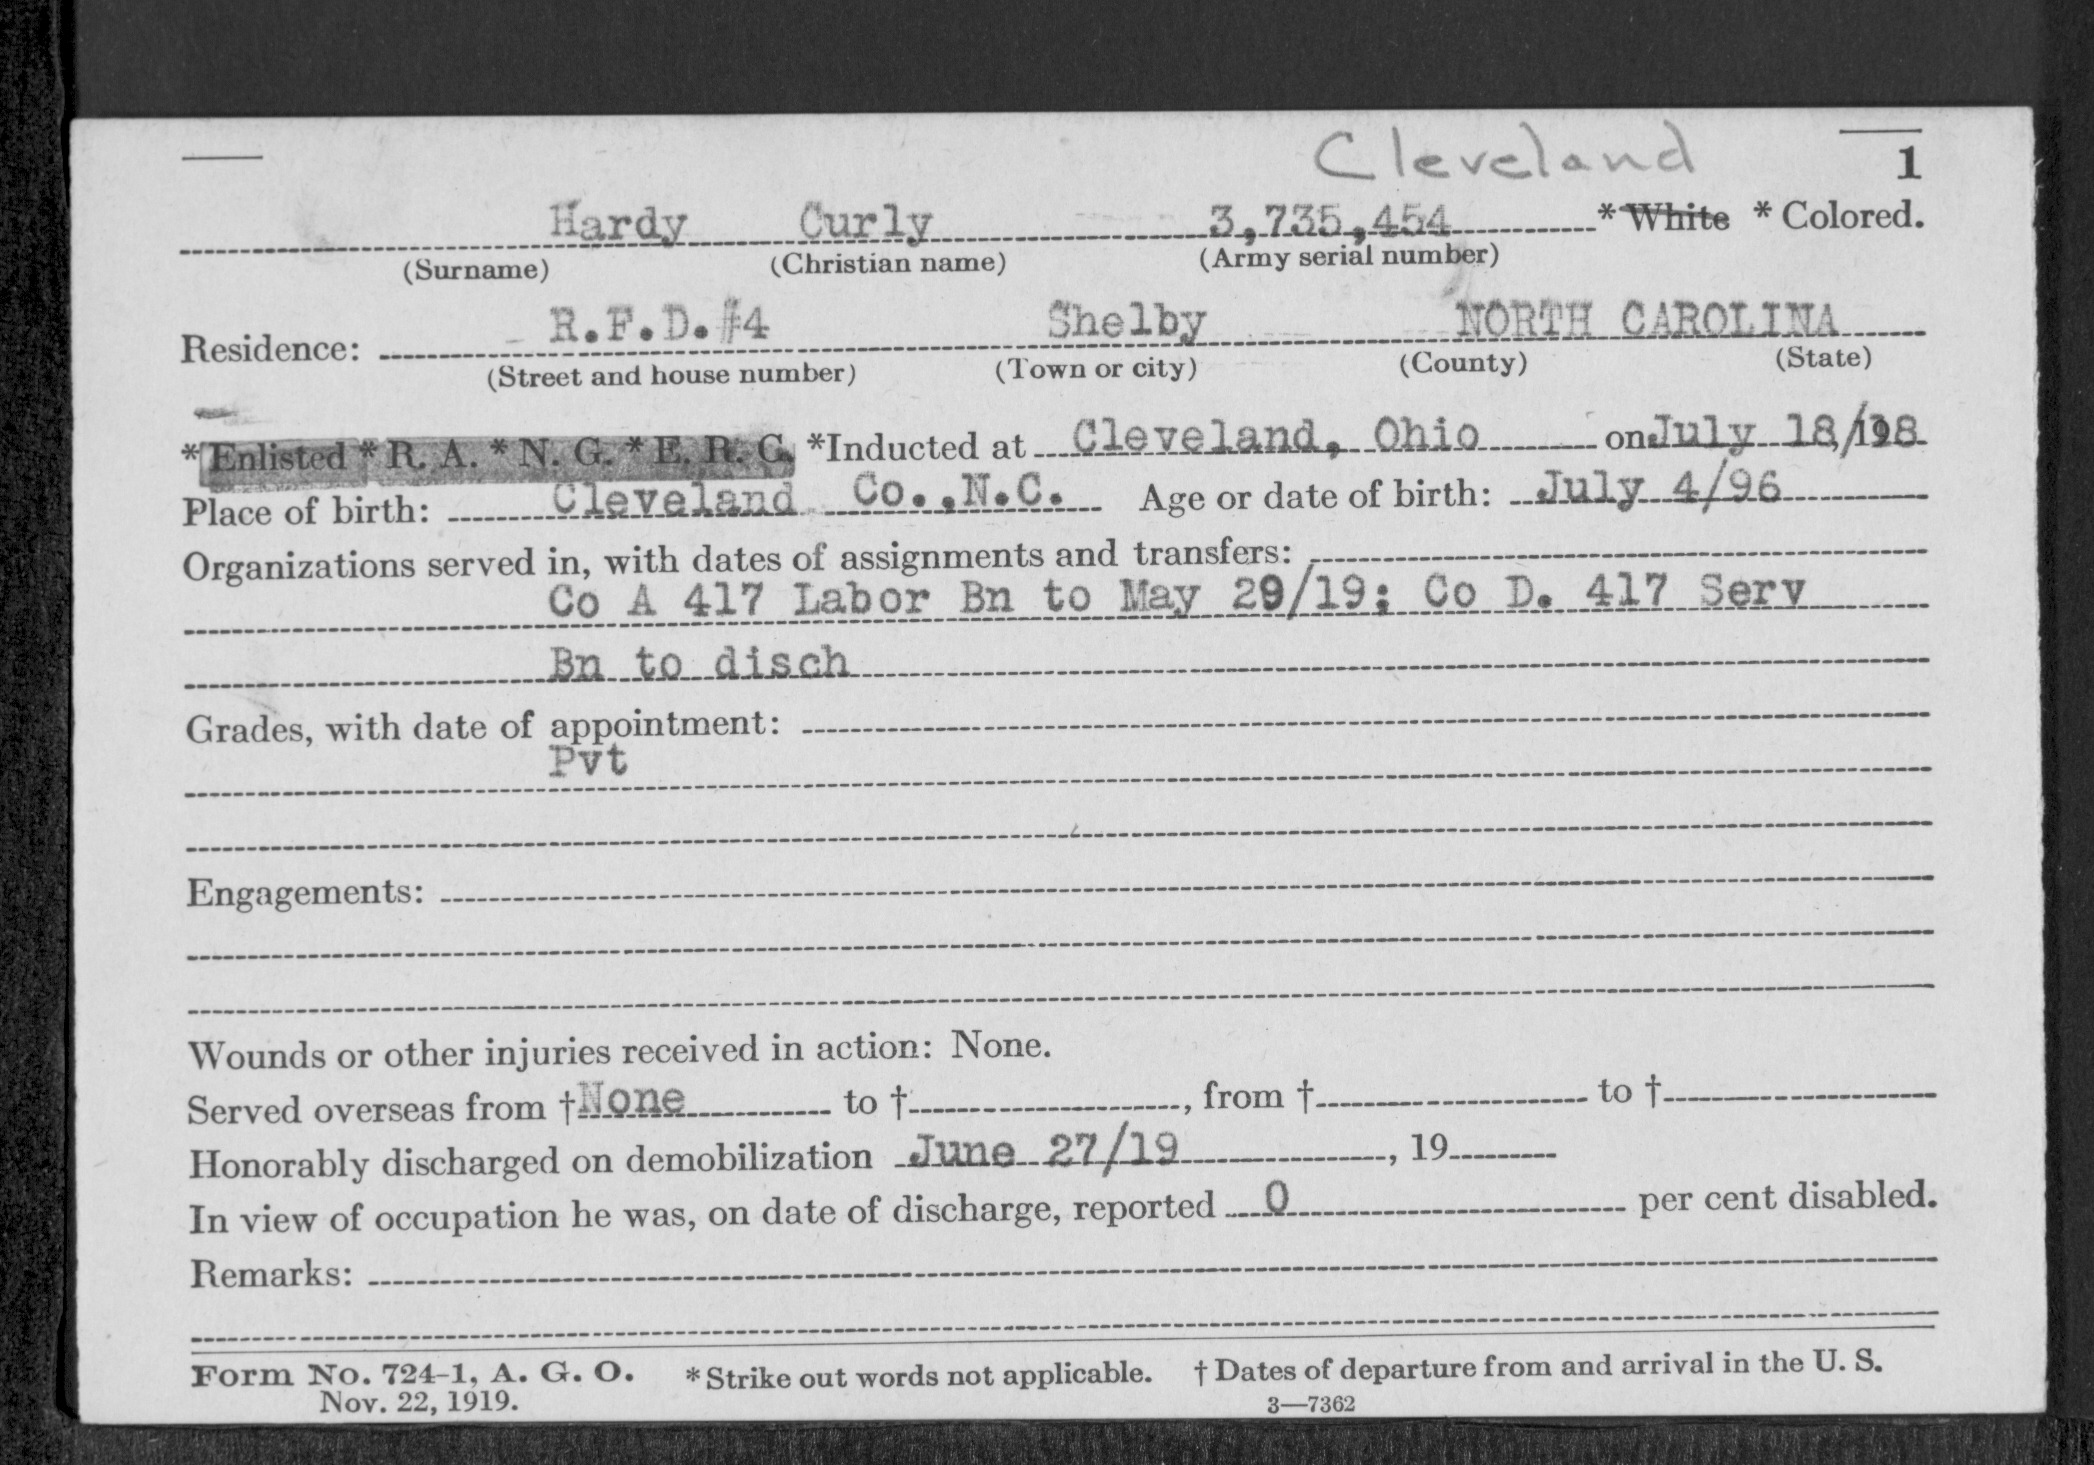 Cleveland
1
Hardy Curly 3,735,454 * White * Colored.
(Surname) (Christian name) (Army serial number)
R.F.D.#4 Shelby NORTH CAROLINA
Residence:
(Street and house number) (Town or city) (County) (State)
* Enlisted * R. A. * N. G. * E. R. C. *Inducted at Cleveland, Ohio on July 18/18
Place of birth: Cleveland Co.,N.C. Age or date of birth: July 4/96
Organizations served in, with dates of assignments and transfers:
Co A 417 Labor Bn to May 29/19; Co D. 417 Serv
Bn to disch
Grades, with date of appointment:
Pvt
Engagements:
Wounds or other injuries received in action: None.
Served overseas from †None to †, from † to †
Honorably discharged on demobilization June 27/19, 19
In view of occupation he was, on date of discharge, reported 0 per cent disabled.
Remarks:
Form No. 724-1, A. G. O. * Strike out words not applicable. † Dates of departure from and arrival in the U. S.
Nov. 22, 1919. 3—7362